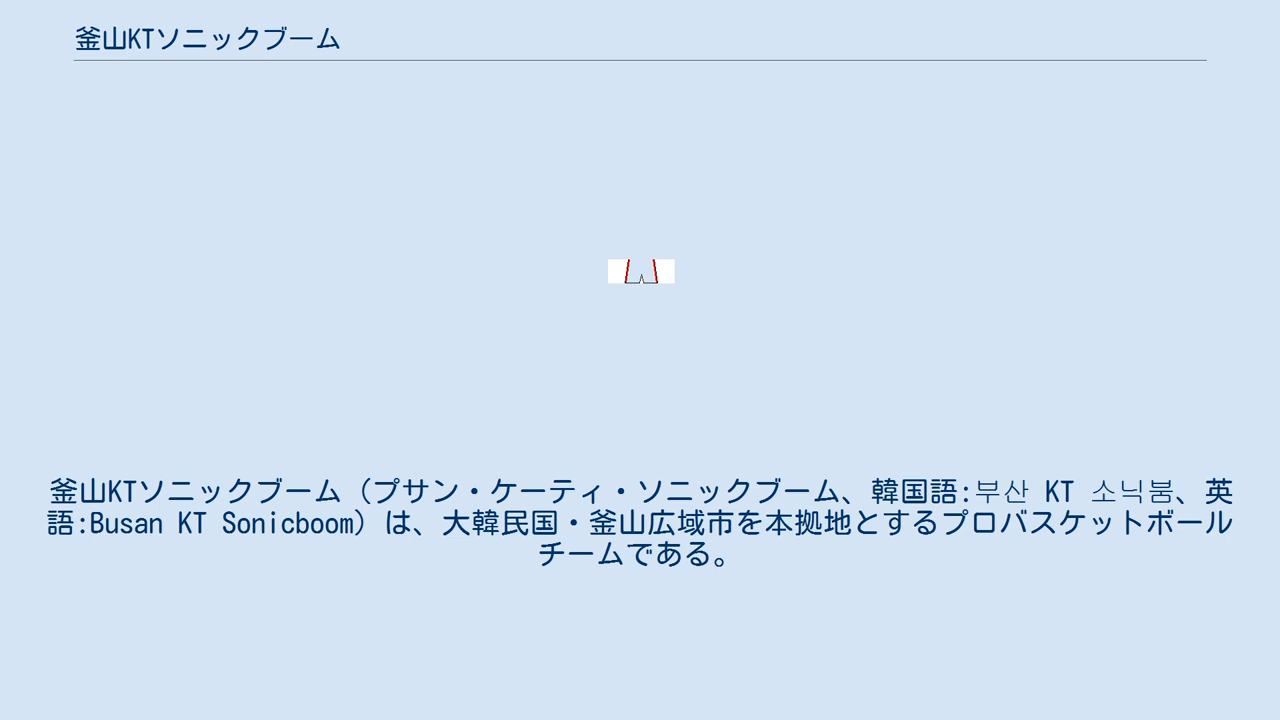 釜山KTソニックブーム
釜山KTソニックブーム（プサン・ケーティ・ソニックブーム、韓国語:부산 KT 소닉붐、英
語:Busan KT Sonicboom）は、大韓民国・釜山広域市を本拠地とするプロバスケットボール
チームである。